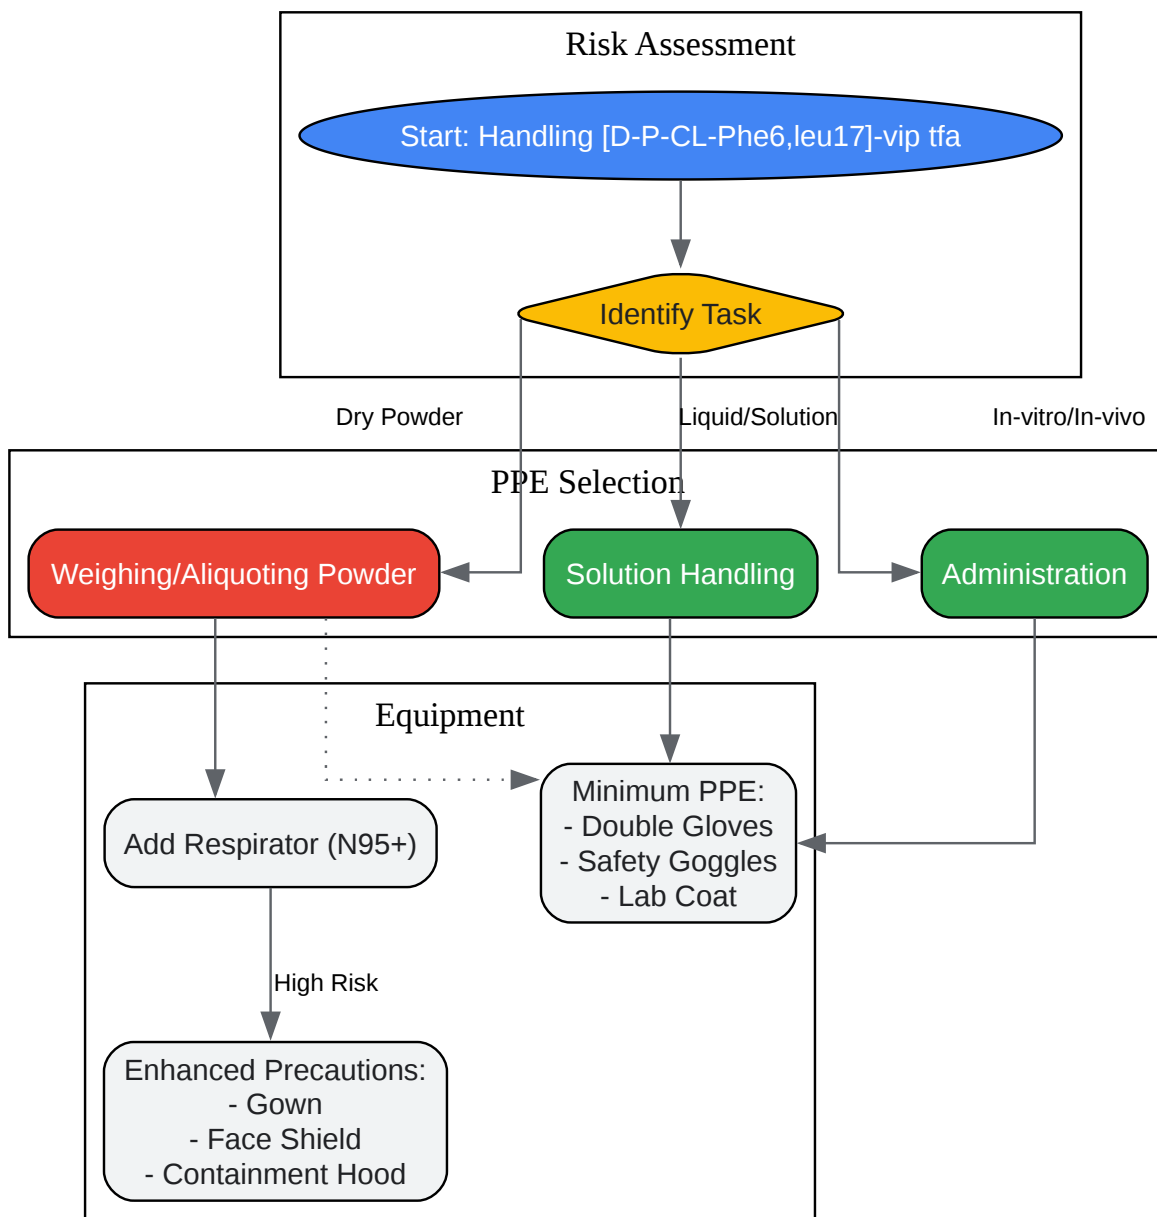 Risk Assessment
Start: Handling [D-P-CL-Phe6,leu17]-vip tfa
Identify Task
Dry Powder
Liquid/Solution
In-vitro/In-vivo
PPE Selection
Weighing/Aliquoting Powder
Solution Handling
Administration
Equipment
Minimum PPE:
- Double Gloves
- Safety Goggles
- Lab Coat
Add Respirator (N95+)
High Risk
Enhanced Precautions:
- Gown
- Face Shield
- Containment Hood